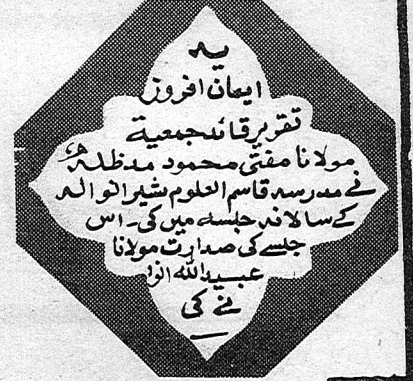 یہ
ایمان افروز
تقریر قائد جمعیۃ
مولانا مفتی محمود مدظلہ
نے مدرسہ قاسم العلوم شیرانوالہ
کے سالانہ جلسہ میں کی۔ اس
جلسے کی صدارت مولانا
عبیداللہ انوا
نے کی